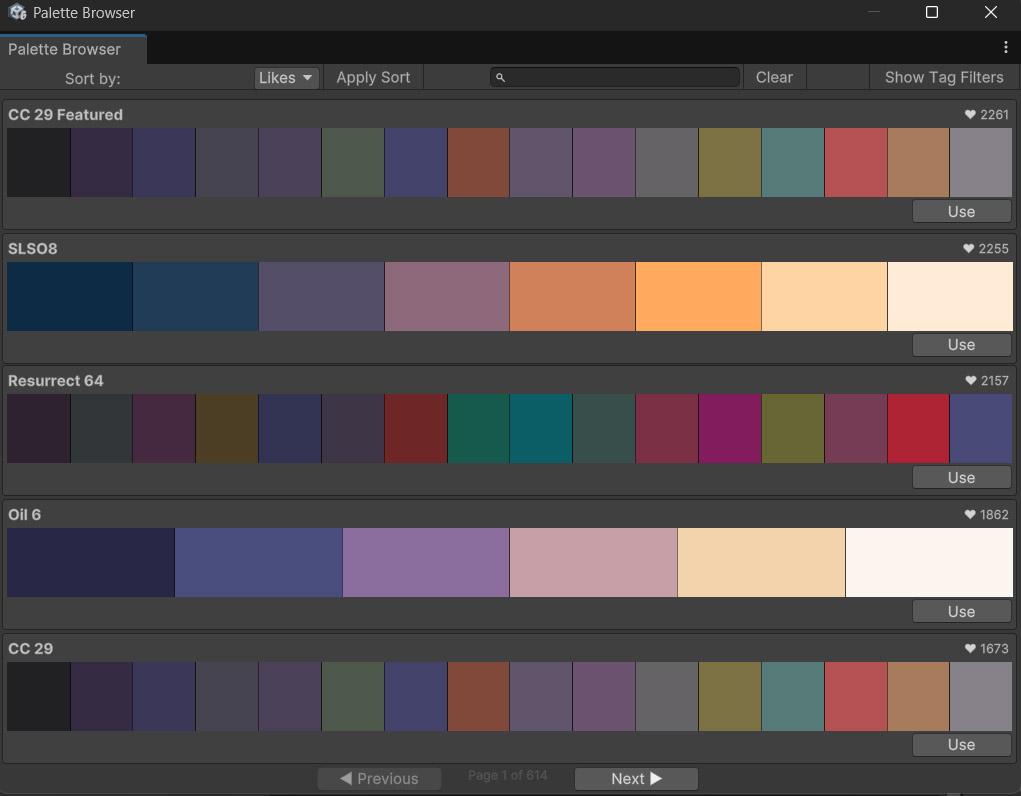 Palette Browser
Palette Browser
Sort by: Likes Apply Sort Clear Show Tag Filters
CC 29 Featured 2261
Use
SLSO8 2255
Use
Resurrect 64 2157
Use
Oil 6 1862
Use
CC 29 1673
Use
Previous Page 1 of 614 Next